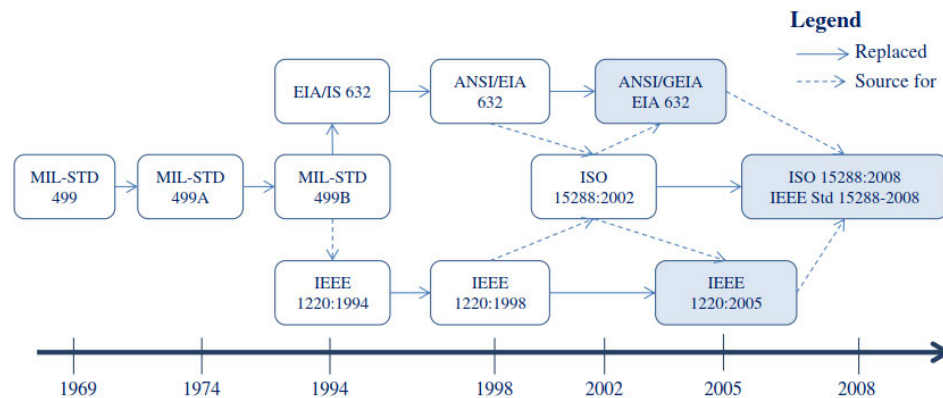 Legend
Replaced
Source for
EIA/IS 632
ANSI/EIA
632
ANSI/GEIA
EIA 632
MIL-STD
499
MIL-STD
499A
MIL-STD
499B
ISO
15288:2002
ISO 15288:2008
IEEE Std 15288-2008
IEEE
1220:1994
IEEE
1220:1998
IEEE
1220:2005
1969
1974
1994
1998
2002
2005
2008